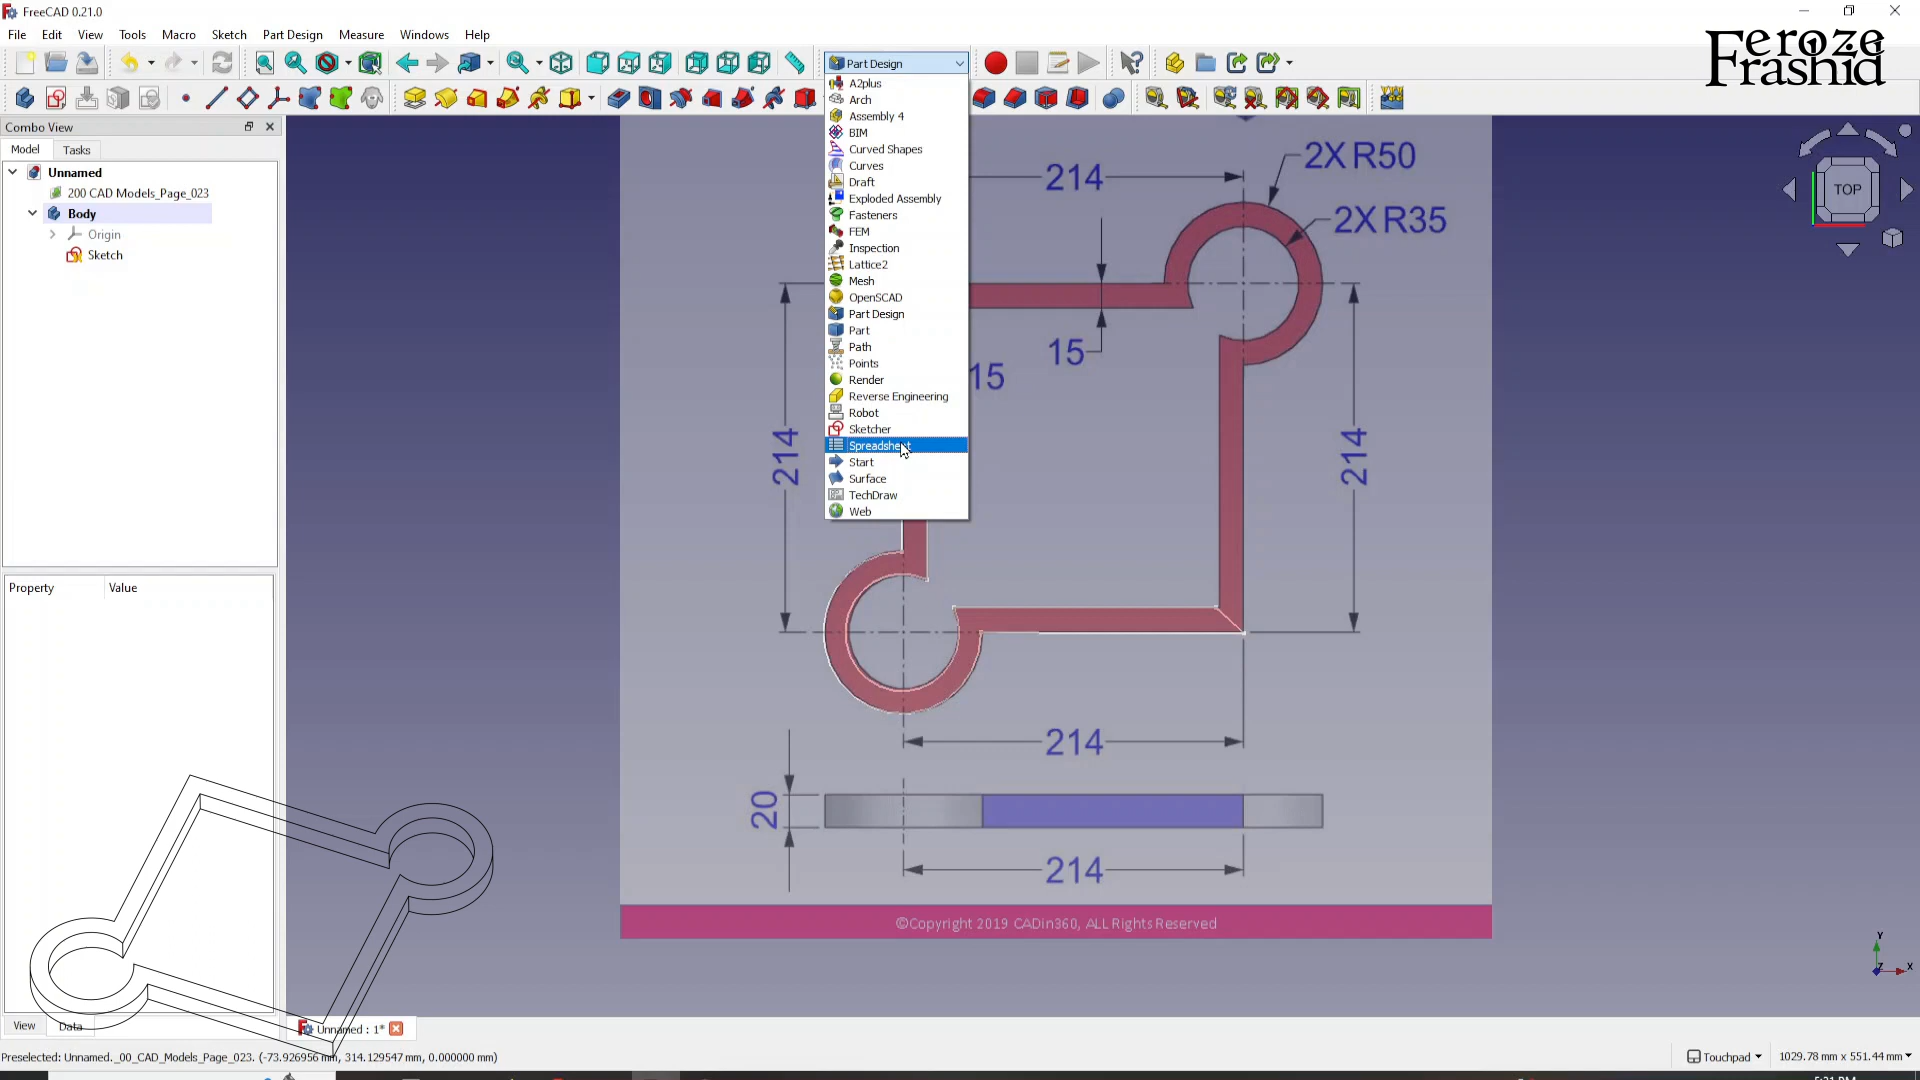 FreeCAD 0.21.0
File Edit View Tools Macro Sketch Part Design Measure Windows Help
Feroze
Frashid
Part Design
Combo View
Model Tasks
Unnamed
200 CAD Models_Page_023
Body
Origin
Sketch
A2plus
Arch
Assembly 4
BIM
Curved Shapes
Curves
Draft
Exploded Assembly
Fasteners
FEM
Inspection
Lattice2
Mesh
OpenSCAD
Part Design
Part
Path
Points
Render
Reverse Engineering
Robot
Sketcher
Spreadsheet
Start
Surface
TechDraw
Web
TOP
214
2X R50
2X R35
15
15
214
214
214
20
214
©Copyright 2019 CADin360, ALL Rights Reserved
Property Value
View Data
Unnamed : 1*
Y
Z X
Preselected: Unnamed._00_CAD_Models_Page_023. (-73.926956 mm, 314.129547 mm, 0.000000 mm)
Touchpad
1029.78 mm x 551.44 mm